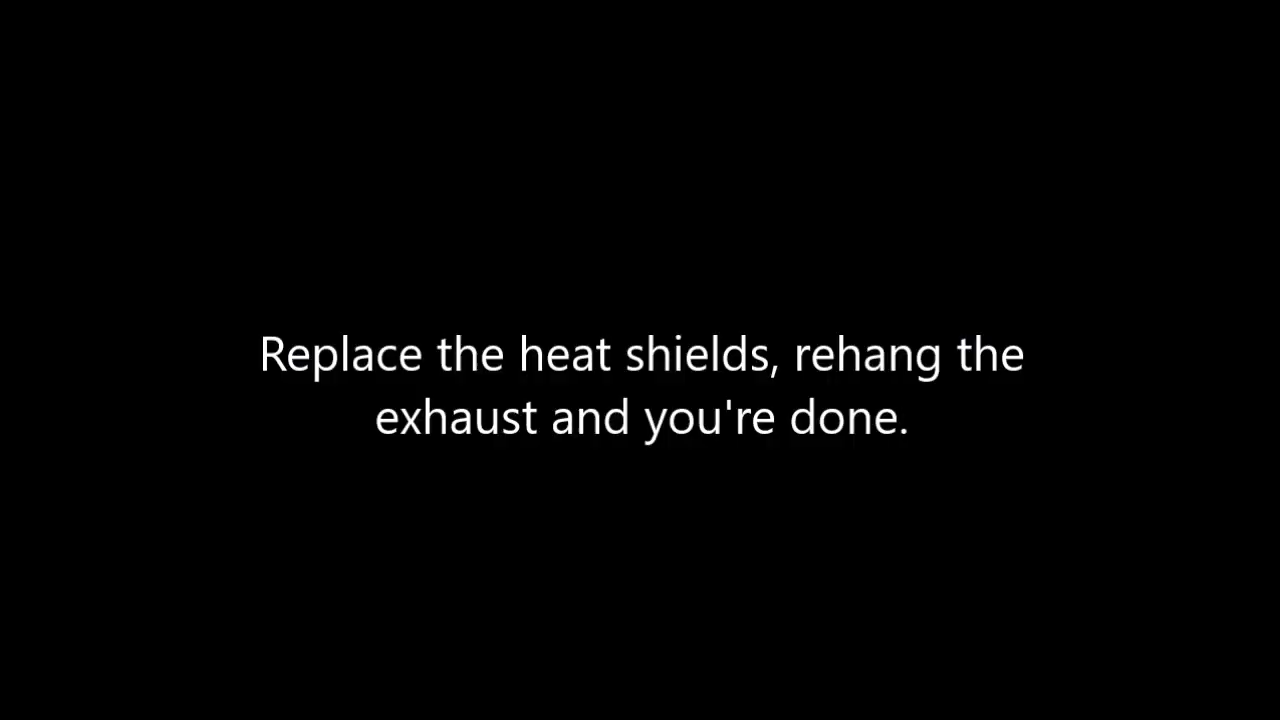 Replace the heat shields, rehang the
exhaust and you're done.